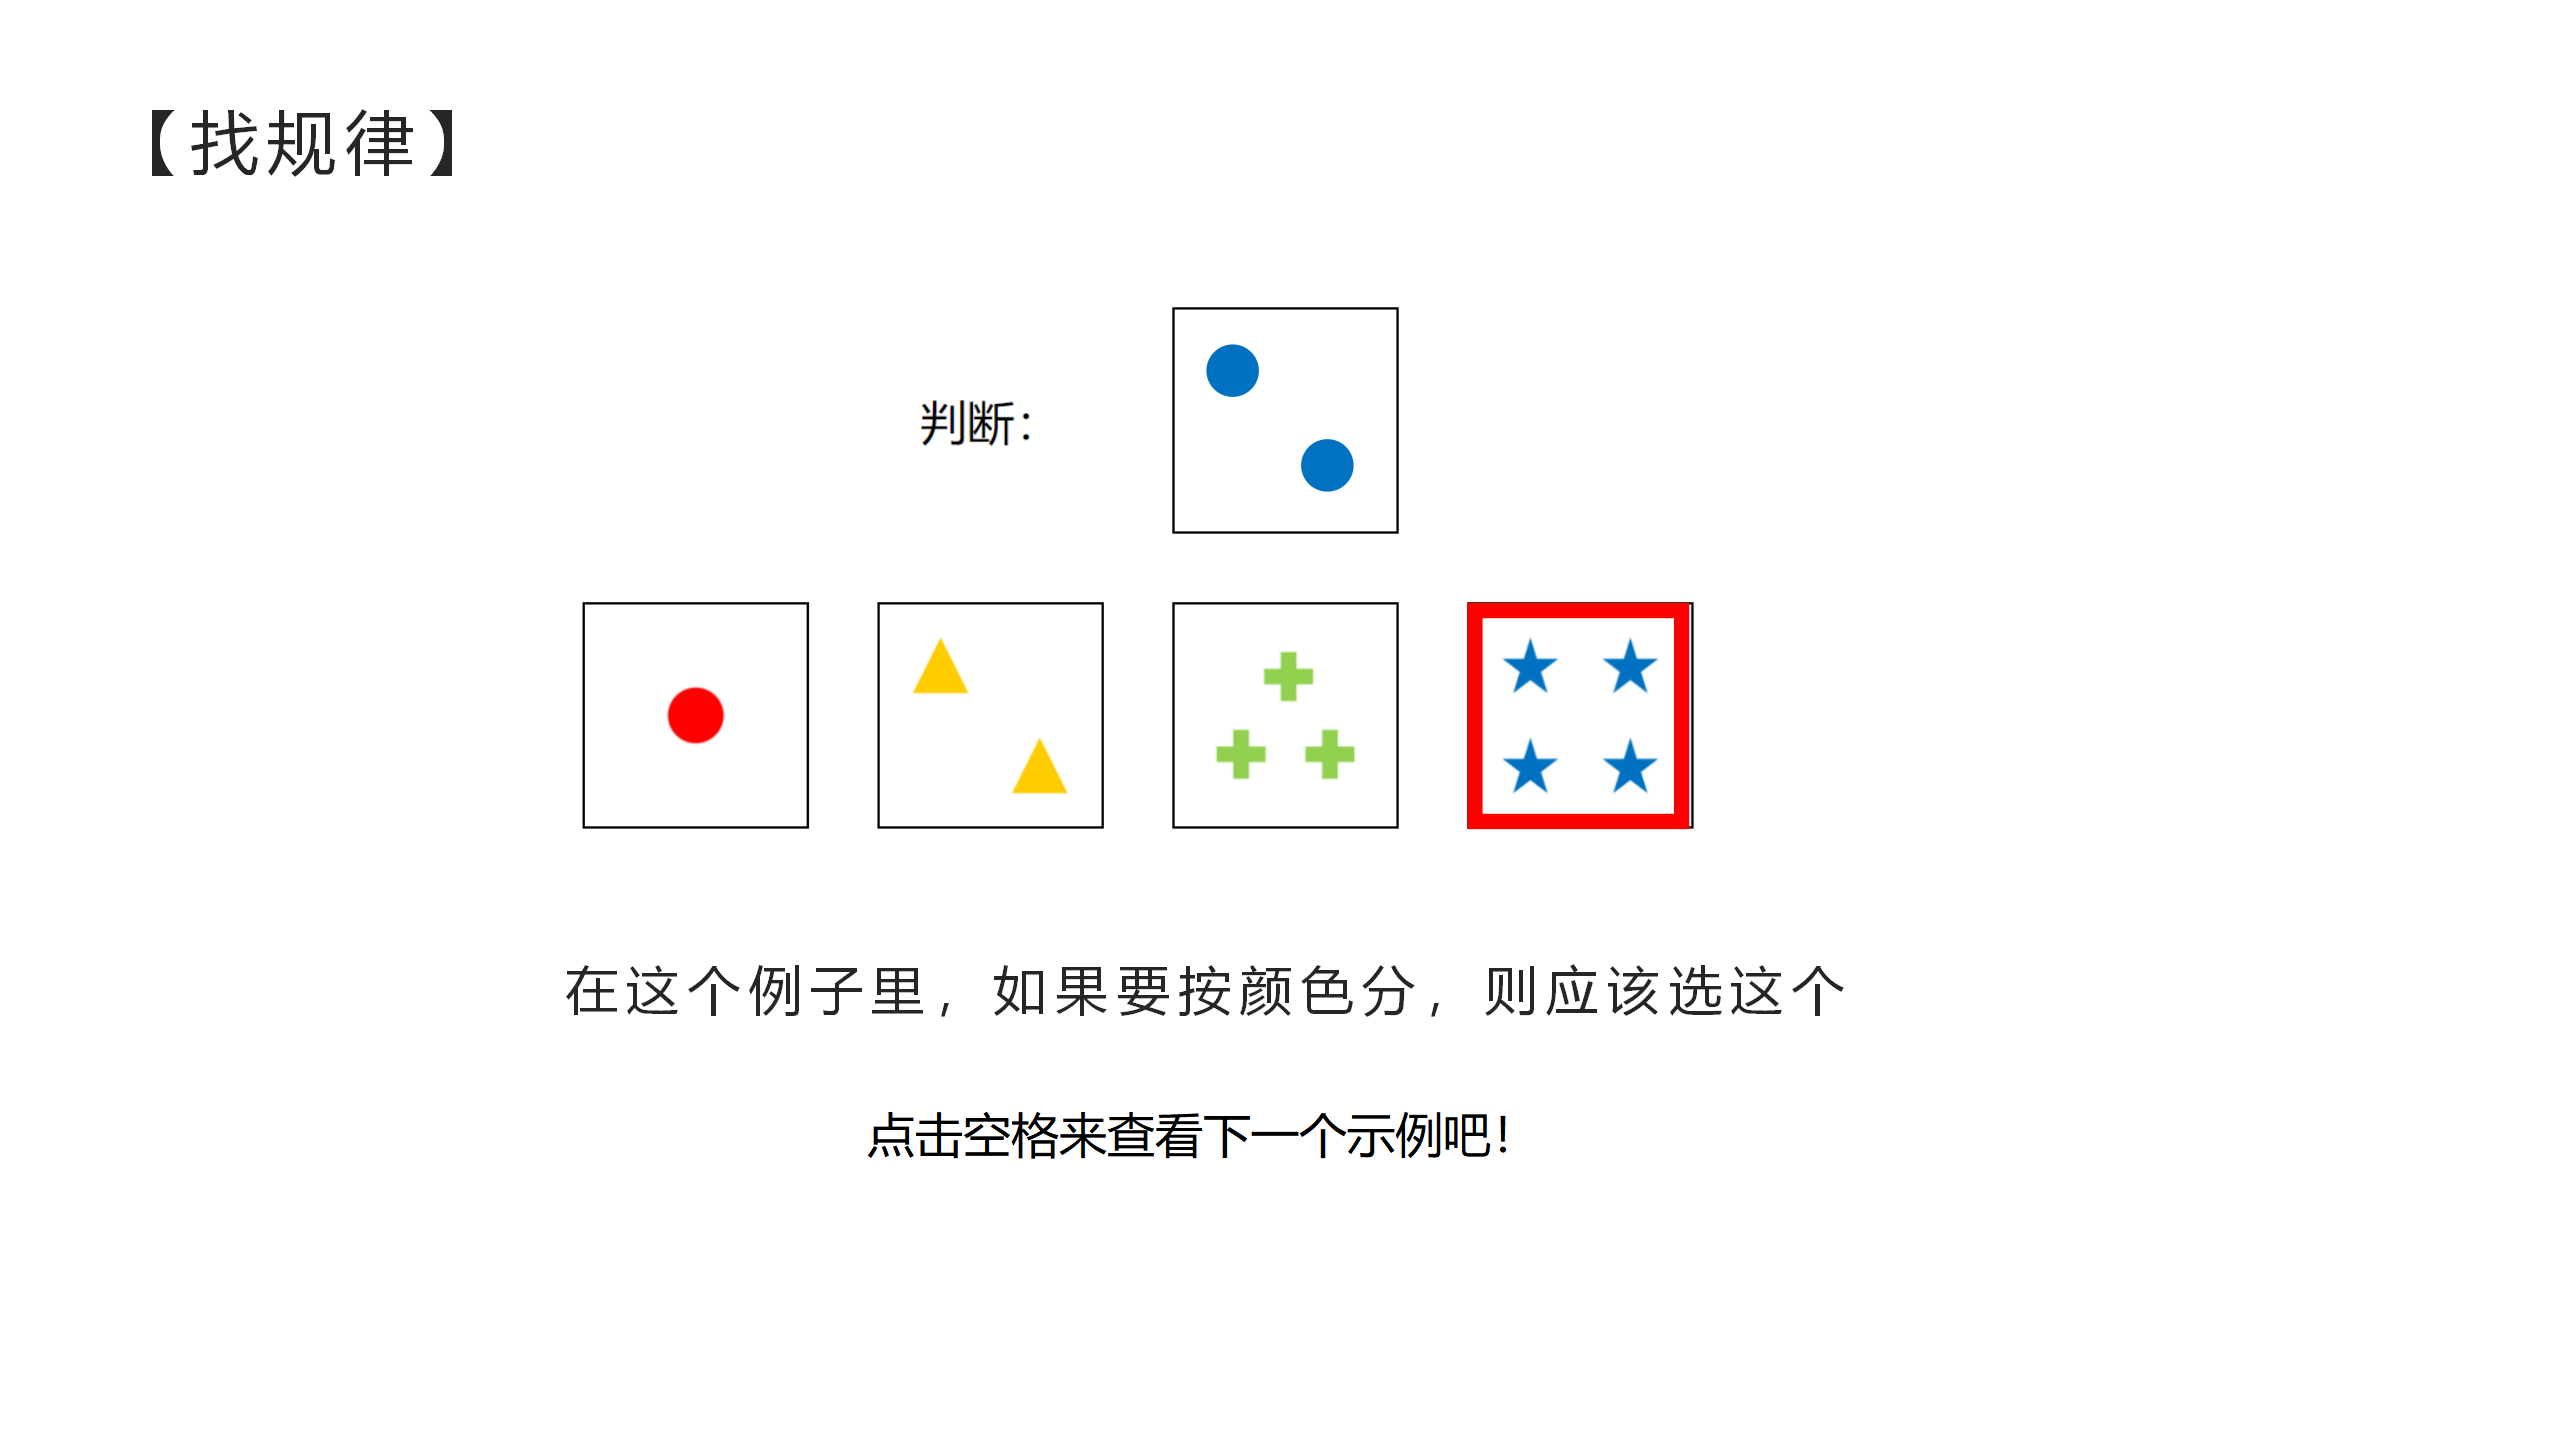 【找规律】
判断：
在这个例子里，如果要按颜色分，则应该选这个
点击空格来查看下一个示例吧！